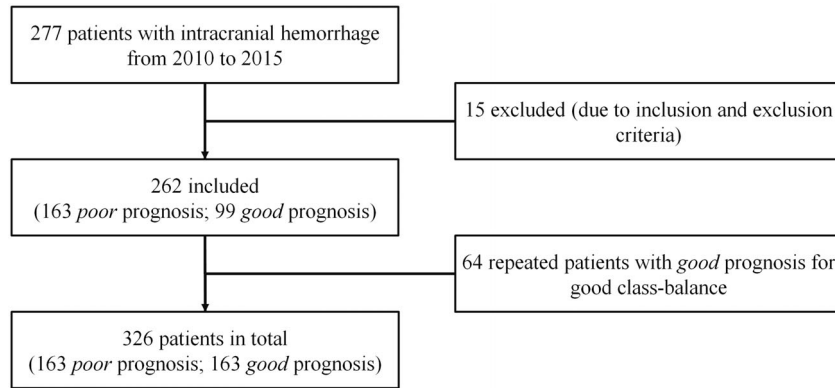 277 patients with intracranial hemorrhage
from 2010 to 2015
15 excluded (due to inclusion and exclusion
criteria)
262 included
(163 poor prognosis; 99 good prognosis)
64 repeated patients with good prognosis for
good class-balance
326 patients in total
(163 poor prognosis; 163 good prognosis)